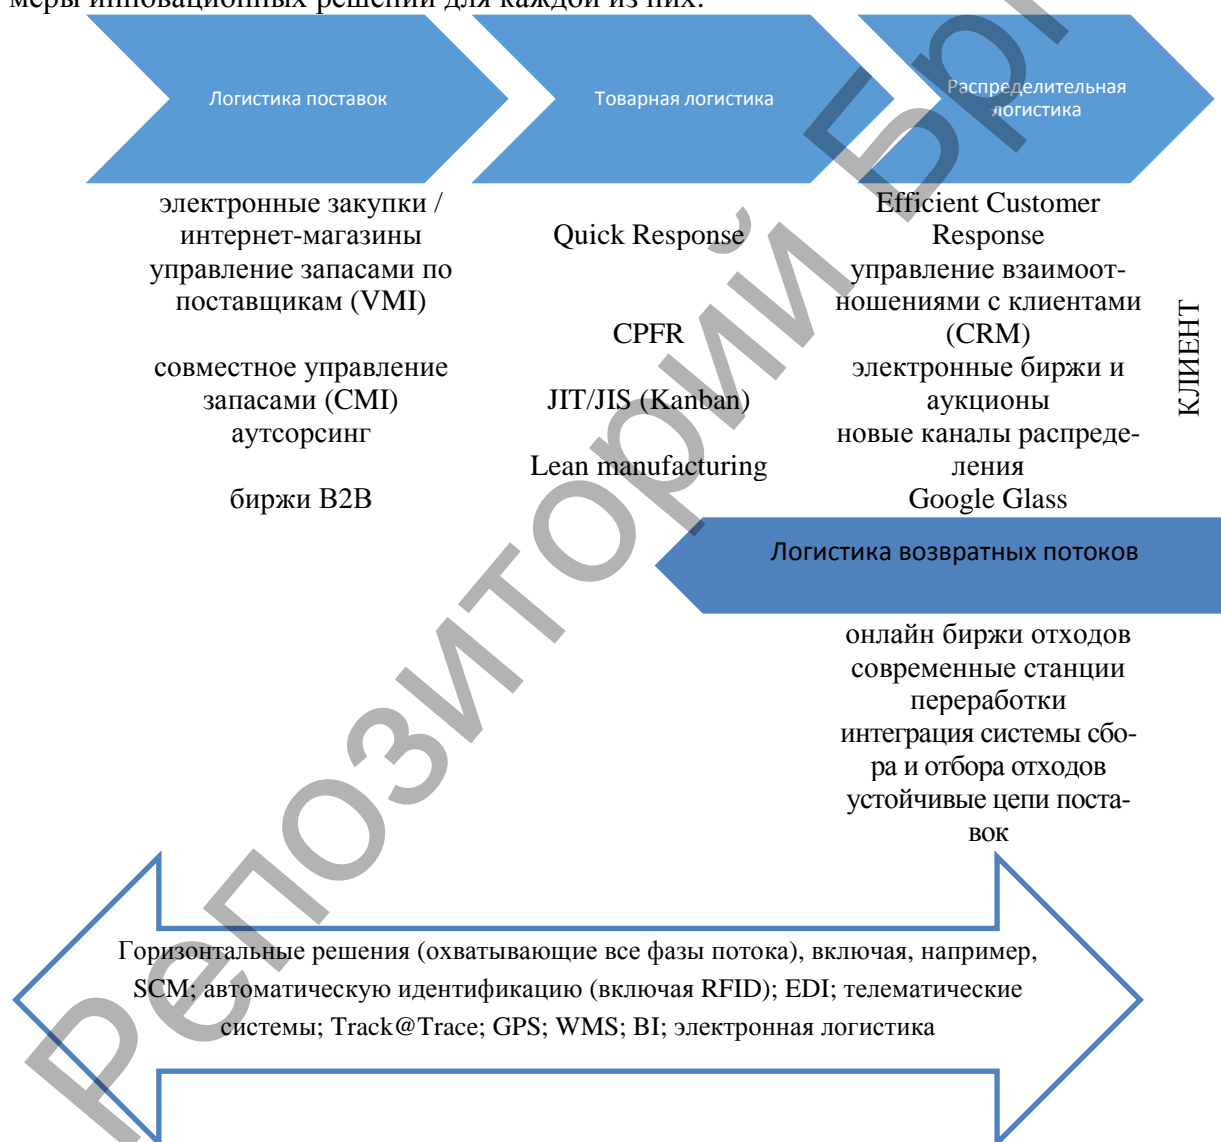 меры инновационных решений для каждой из них:
Логистика поставок
Товарная логистика
Распределительная
логистика
электронные закупки /
интернет-магазины
управление запасами по
поставщикам (VMI)
совместное управление
запасами (CMI)
аутсорсинг
биржи B2B
Quick Response
CPFR
JIT/JIS (Kanban)
Lean manufacturing
Efficient Customer
Response
управление взаимоот-
ношениями с клиентами
(CRM)
электронные биржи и
аукционы
новые каналы распреде-
ления
Google Glass
КЛИЕНТ
Логистика возвратных потоков
онлайн биржи отходов
современные станции
переработки
интеграция системы сбо-
ра и отбора отходов
устойчивые цепи поста-
вок
Горизонтальные решения (охватывающие все фазы потока), включая, например,
SCM; автоматическую идентификацию (включая RFID); EDI; телематические
системы; Track@Trace; GPS; WMS; BI; электронная логистика
Репозиторий